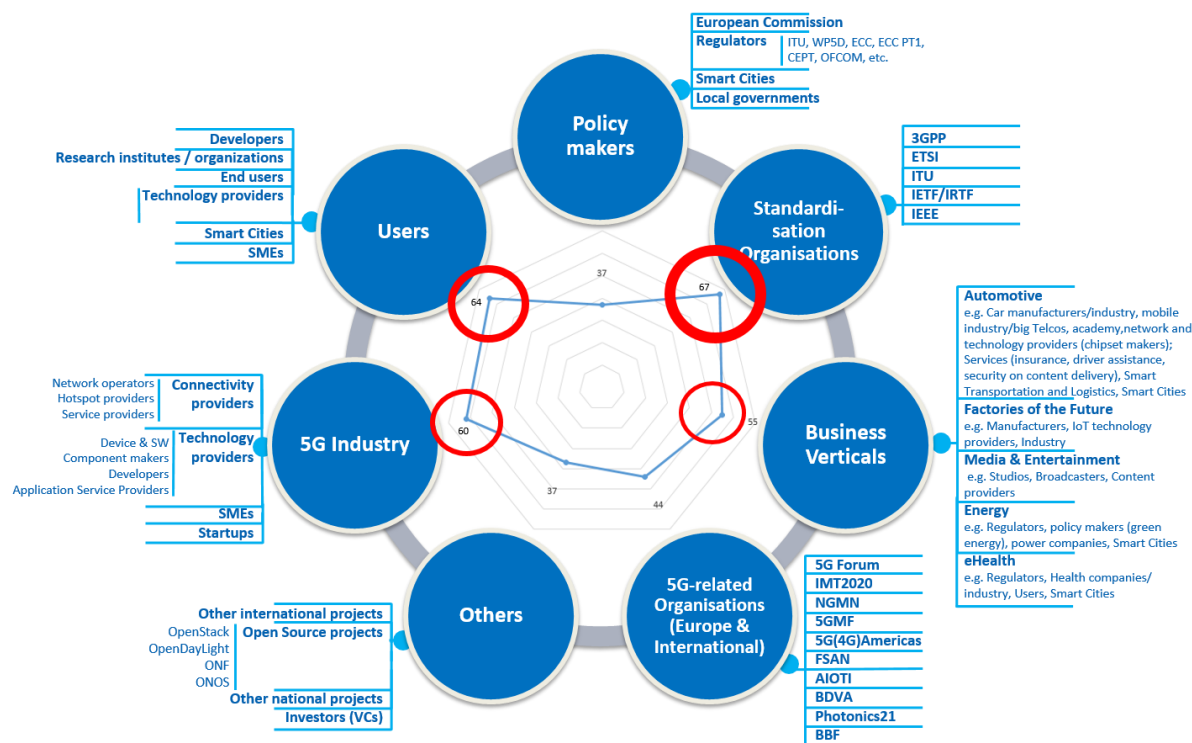 European Commission
Regulators
ITU, WP5D, ECC, ECC PT1,
CEPT, OFCOM, etc.
Smart Cities
Local governments
Policy
makers
Developers
Research institutes / organizations
End users
Technology providers
Smart Cities
SMEs
Users
3GPP
ETSI
ITU
IETF/IRTF
IEEE
Standardi-
sation
Organisations
37
67
64
60
55
37
44
Automotive
e.g. Car manufacturers/industry, mobile
industry/big Telcos, academy,network and
technology providers (chipset makers);
Services (insurance, driver assistance,
security on content delivery), Smart
Transportation and Logistics, Smart Cities
Factories of the Future
e.g. Manufacturers, IoT technology
providers, Industry
Media & Entertainment
e.g. Studios, Broadcasters, Content
providers
Energy
e.g. Regulators, policy makers (green
energy), power companies, Smart Cities
eHealth
e.g. Regulators, Health companies/
industry, Users, Smart Cities
Business
Verticals
Network operators
Hotspot providers
Service providers
Connectivity
providers
Device & SW
Component makers
Developers
Application Service Providers
Technology
providers
SMEs
Startups
5G Industry
Other international projects
Open Source projects
OpenStack
OpenDayLight
ONF
ONOS
Other national projects
Investors (VCs)
Others
5G-related
Organisations
(Europe &
International)
5G Forum
IMT2020
NGMN
5GMF
5G(4G)Americas
FSAN
AIOTI
BDVA
Photonics21
BBF